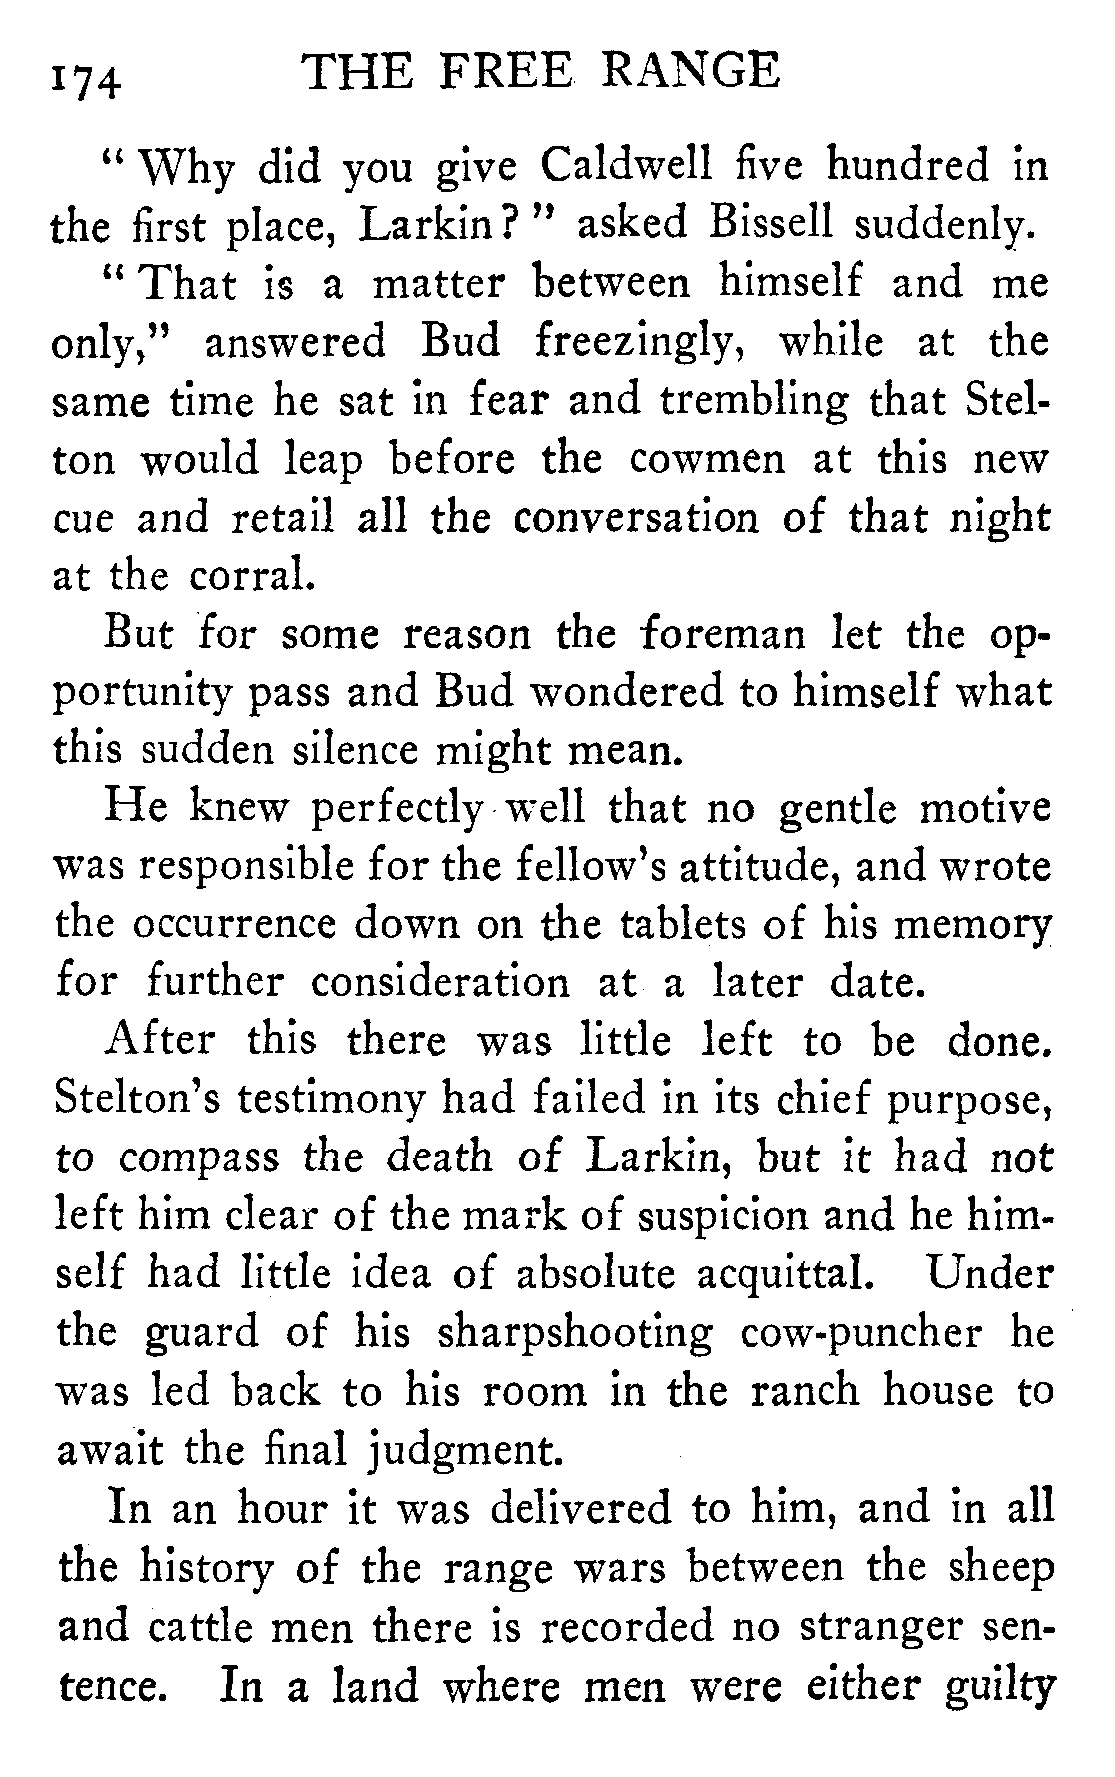 174 THE FREE RANGE
" Why did you give Caldwell five hundred in
the first place, Larkin? " asked Bissell suddenly.
" That is a matter between himself and me
only," answered Bud freezingly, while at the
same time he sat in fear and trembling that Stel-
ton would leap before the cowmen at this new
cue and retail all the conversation of that night
at the corral.
But for some reason the foreman let the op-
portunity pass and Bud wondered to himself what
this sudden silence might mean.
He knew perfectly well that no gentle motive
was responsible for the fellow's attitude, and wrote
the occurrence down on the tablets of his memory
for further consideration at a later date.
After this there was little left to be done.
Stelton's testimony had failed in its chief purpose,
to compass the death of Larkin, but it had not
left him clear of the mark of suspicion and he him-
self had little idea of absolute acquittal. Under
the guard of his sharpshooting cow-puncher he
was led back to his room in the ranch house to
await the final judgment.
In an hour it was delivered to him, and in all
the history of the range wars between the sheep
and cattle men there is recorded no stranger sen-
tence. In a land where men were either guilty